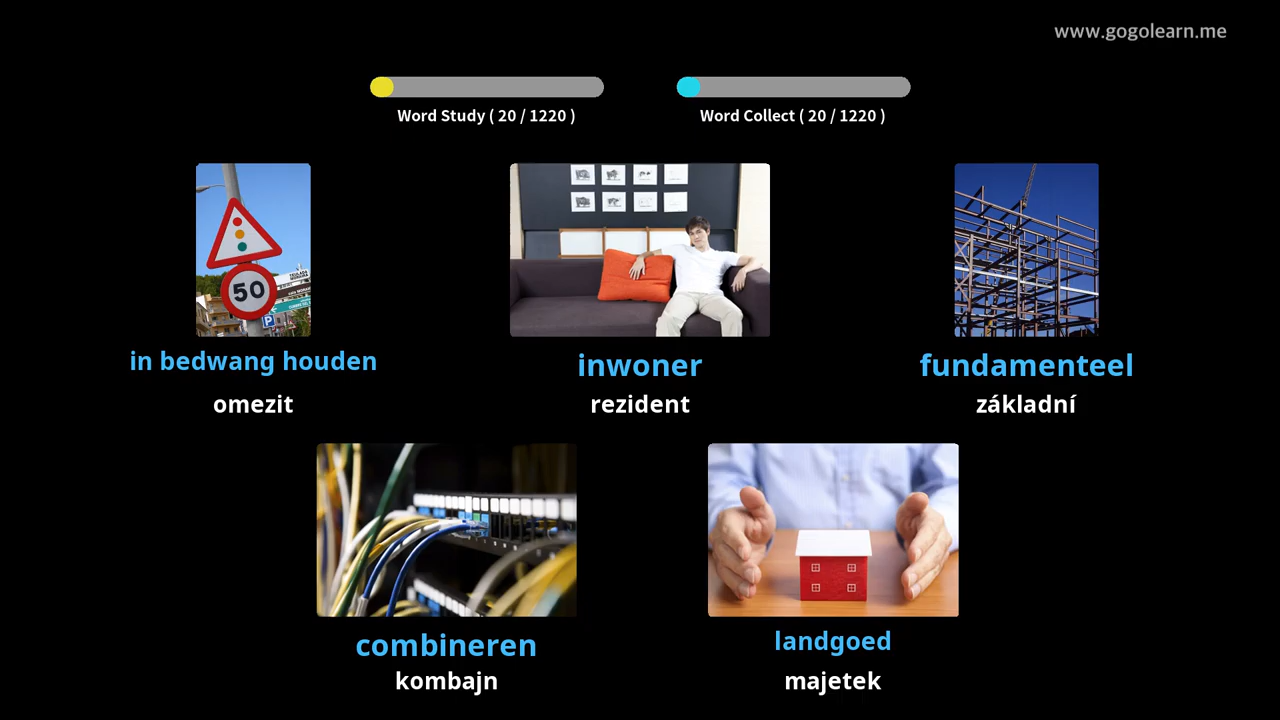 www.gogolearn.me
Word Study ( 20 / 1220 )
Word Collect ( 20 / 1220 )
50
P
in bedwang houden
omezit
inwoner
rezident
fundamenteel
základní
combineren
kombajn
landgoed
majetek